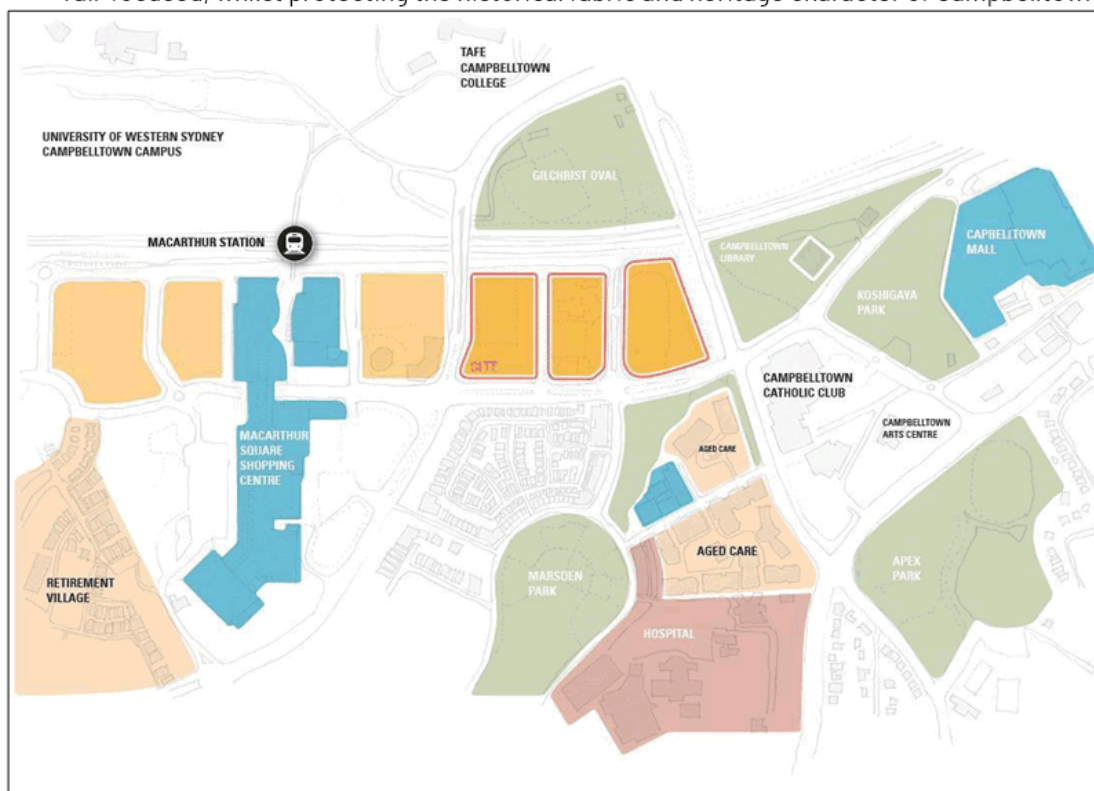 rail-focused, whilst protecting the historical fabric and heritage character of Campbelltown
TAFE
CAMPBELLTOWN
COLLEGE
UNIVERSITY OF WESTERN SYDNEY
CAMPBELLTOWN CAMPUS
GILCHRIST OVAL
MACARTHUR STATION
CAMPBELLTOWN
LIBRARY
CAPBELLTOWN
MALL
KOSHIGAYA
PARK
SITE
CAMPBELLTOWN
CATHOLIC CLUB
CAMPBELLTOWN
ARTS CENTRE
MACARTHUR
SQUARE
SHOPPING
CENTRE
AGED CARE
AGED CARE
RETIREMENT
VILLAGE
MARSDEN
PARK
APEX
PARK
HOSPITAL